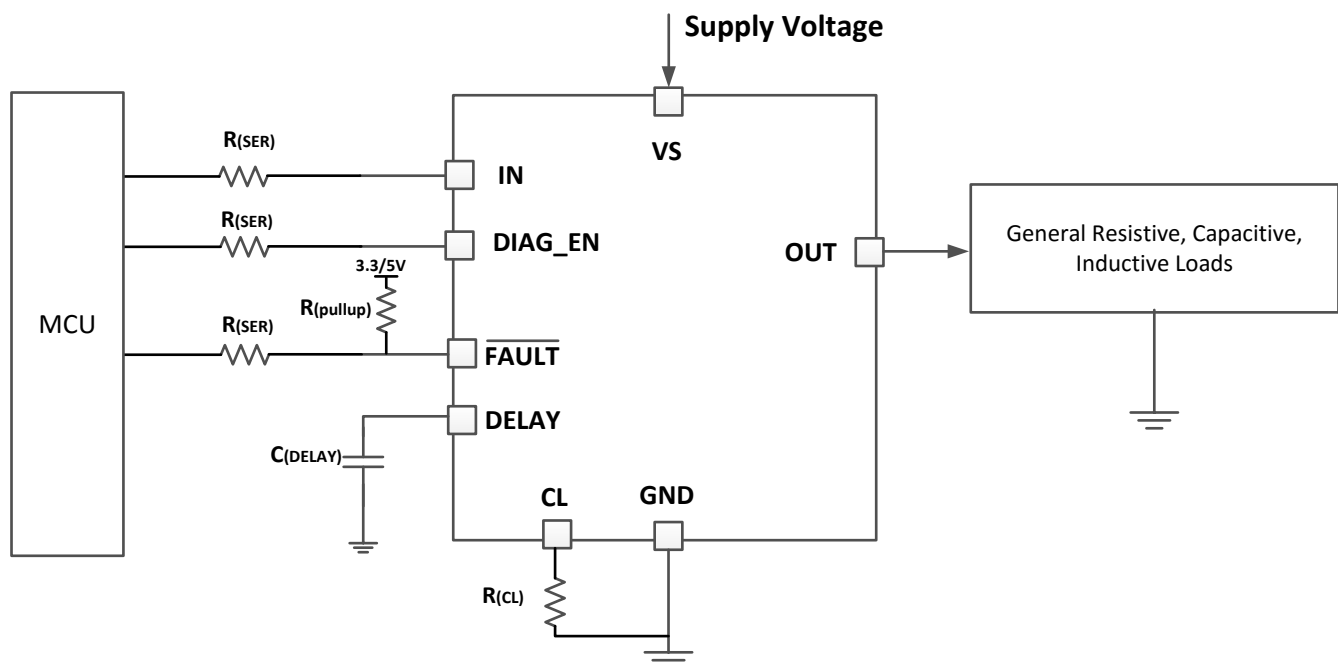 Supply Voltage
MCU
R(SER)
IN
VS
R(SER)
DIAG_EN
3.3/5V
R(pullup)
R(SER)
FAULT
DELAY
C(DELAY)
OUT
General Resistive, Capacitive,
Inductive Loads
CL
GND
R(CL)